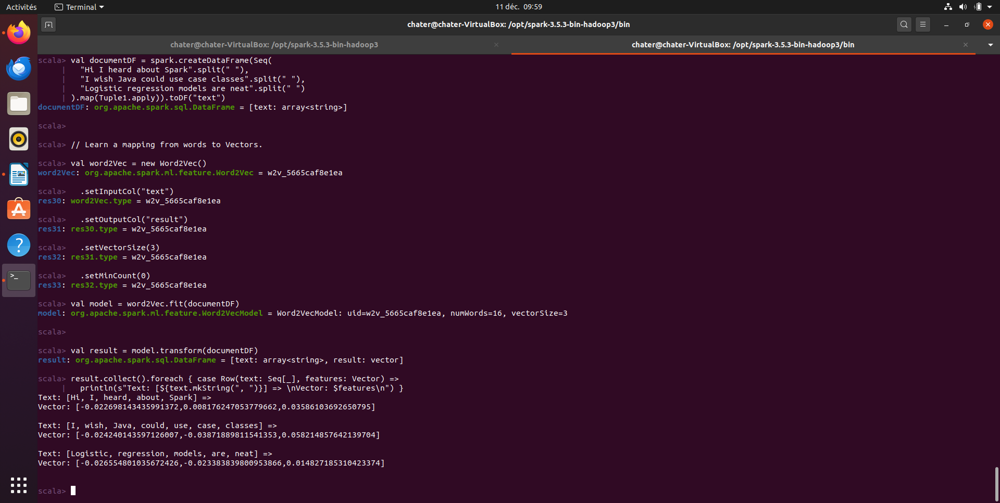 Activités
Terminal
11 déc. 09:59
chater@chater-VirtualBox: /opt/spark-3.5.3-bin-hadoop3/bin
chater@chater-VirtualBox: /opt/spark-3.5.3-bin-hadoop3
chater@chater-VirtualBox: /opt/spark-3.5.3-bin-hadoop3/bin
scala> val documentDF = spark.createDataFrame(Seq(
     |   "Hi I heard about Spark".split(" "),
     |   "I wish Java could use case classes".split(" "),
     |   "Logistic regression models are neat".split(" ")
     | ).map(Tuple1.apply)).toDF("text")
documentDF: org.apache.spark.sql.DataFrame = [text: array<string>]
scala>
scala> // Learn a mapping from words to Vectors.
scala> val word2Vec = new Word2Vec()
word2Vec: org.apache.spark.ml.feature.Word2Vec = w2v_5665caf8e1ea
scala>   .setInputCol("text")
res30: word2Vec.type = w2v_5665caf8e1ea
scala>   .setOutputCol("result")
res31: res30.type = w2v_5665caf8e1ea
scala>   .setVectorSize(3)
res32: res31.type = w2v_5665caf8e1ea
scala>   .setMinCount(0)
res33: res32.type = w2v_5665caf8e1ea
scala> val model = word2Vec.fit(documentDF)
model: org.apache.spark.ml.feature.Word2VecModel = Word2VecModel: uid=w2v_5665caf8e1ea, numWords=16, vectorSize=3
scala>
scala> val result = model.transform(documentDF)
result: org.apache.spark.sql.DataFrame = [text: array<string>, result: vector]
scala> result.collect().foreach { case Row(text: Seq[_], features: Vector) =>
     |   println(s"Text: [${text.mkString(", ")}] => \nVector: $features\n") }
Text: [Hi, I, heard, about, Spark] =>
Vector: [-0.022698143435991372,0.008176247053779662,0.03586103692650795]
Text: [I, wish, Java, could, use, case, classes] =>
Vector: [-0.024240143597126007,-0.03871889811541353,0.058214857642139704]
Text: [Logistic, regression, models, are, neat] =>
Vector: [-0.026554801035672426,-0.023383839800953866,0.014827185310423374]
scala>